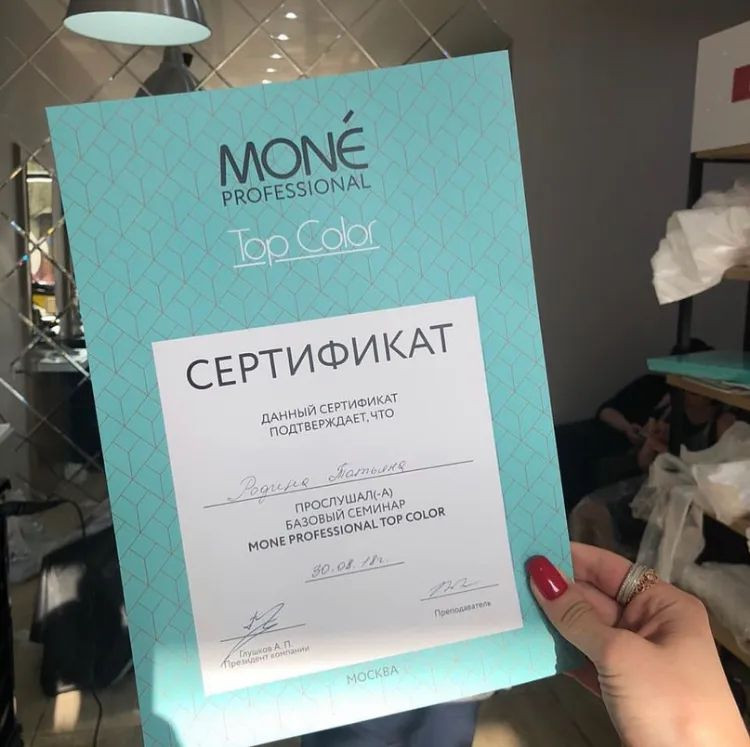 MONÉ
PROFESSIONAL
Top Color
СЕРТИФИКАТ
ДАННЫЙ СЕРТИФИКАТ
ПОДТВЕРЖДАЕТ, ЧТО
Родина Татьяна
ПРОСЛУШАЛ(-А)
БАЗОВЫЙ СЕМИНАР
MONE PROFESSIONAL TOP COLOR
30.08.18г.
Глушков А. П.
Президент компании
Преподаватель
МОСКВА